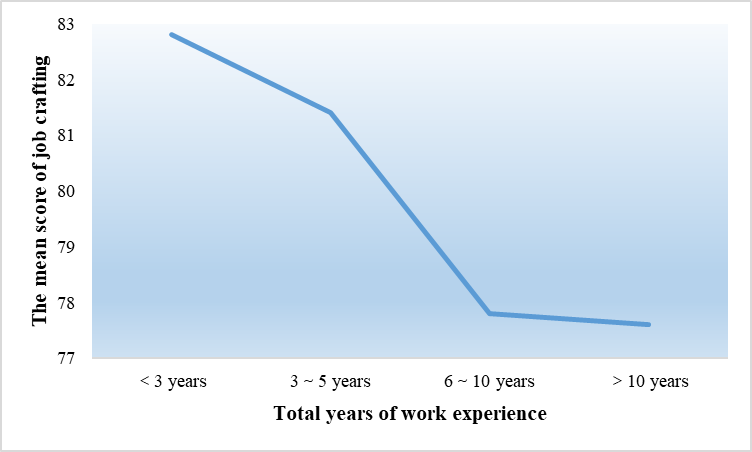 83
82
81
80
79
78
77
The mean score of job crafting
< 3 years
3 ~ 5 years
6 ~ 10 years
> 10 years
Total years of work experience